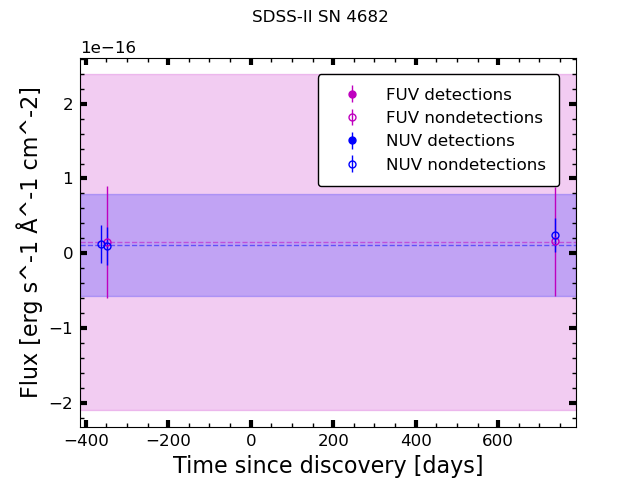 SDSS-II SN 4682
1e−16
FUV detections
FUV nondetections
NUV detections
NUV nondetections
2
1
0
−1
−2
Flux [erg s^-1 Å^-1 cm^-2]
−400
−200
0
200
400
600
Time since discovery [days]